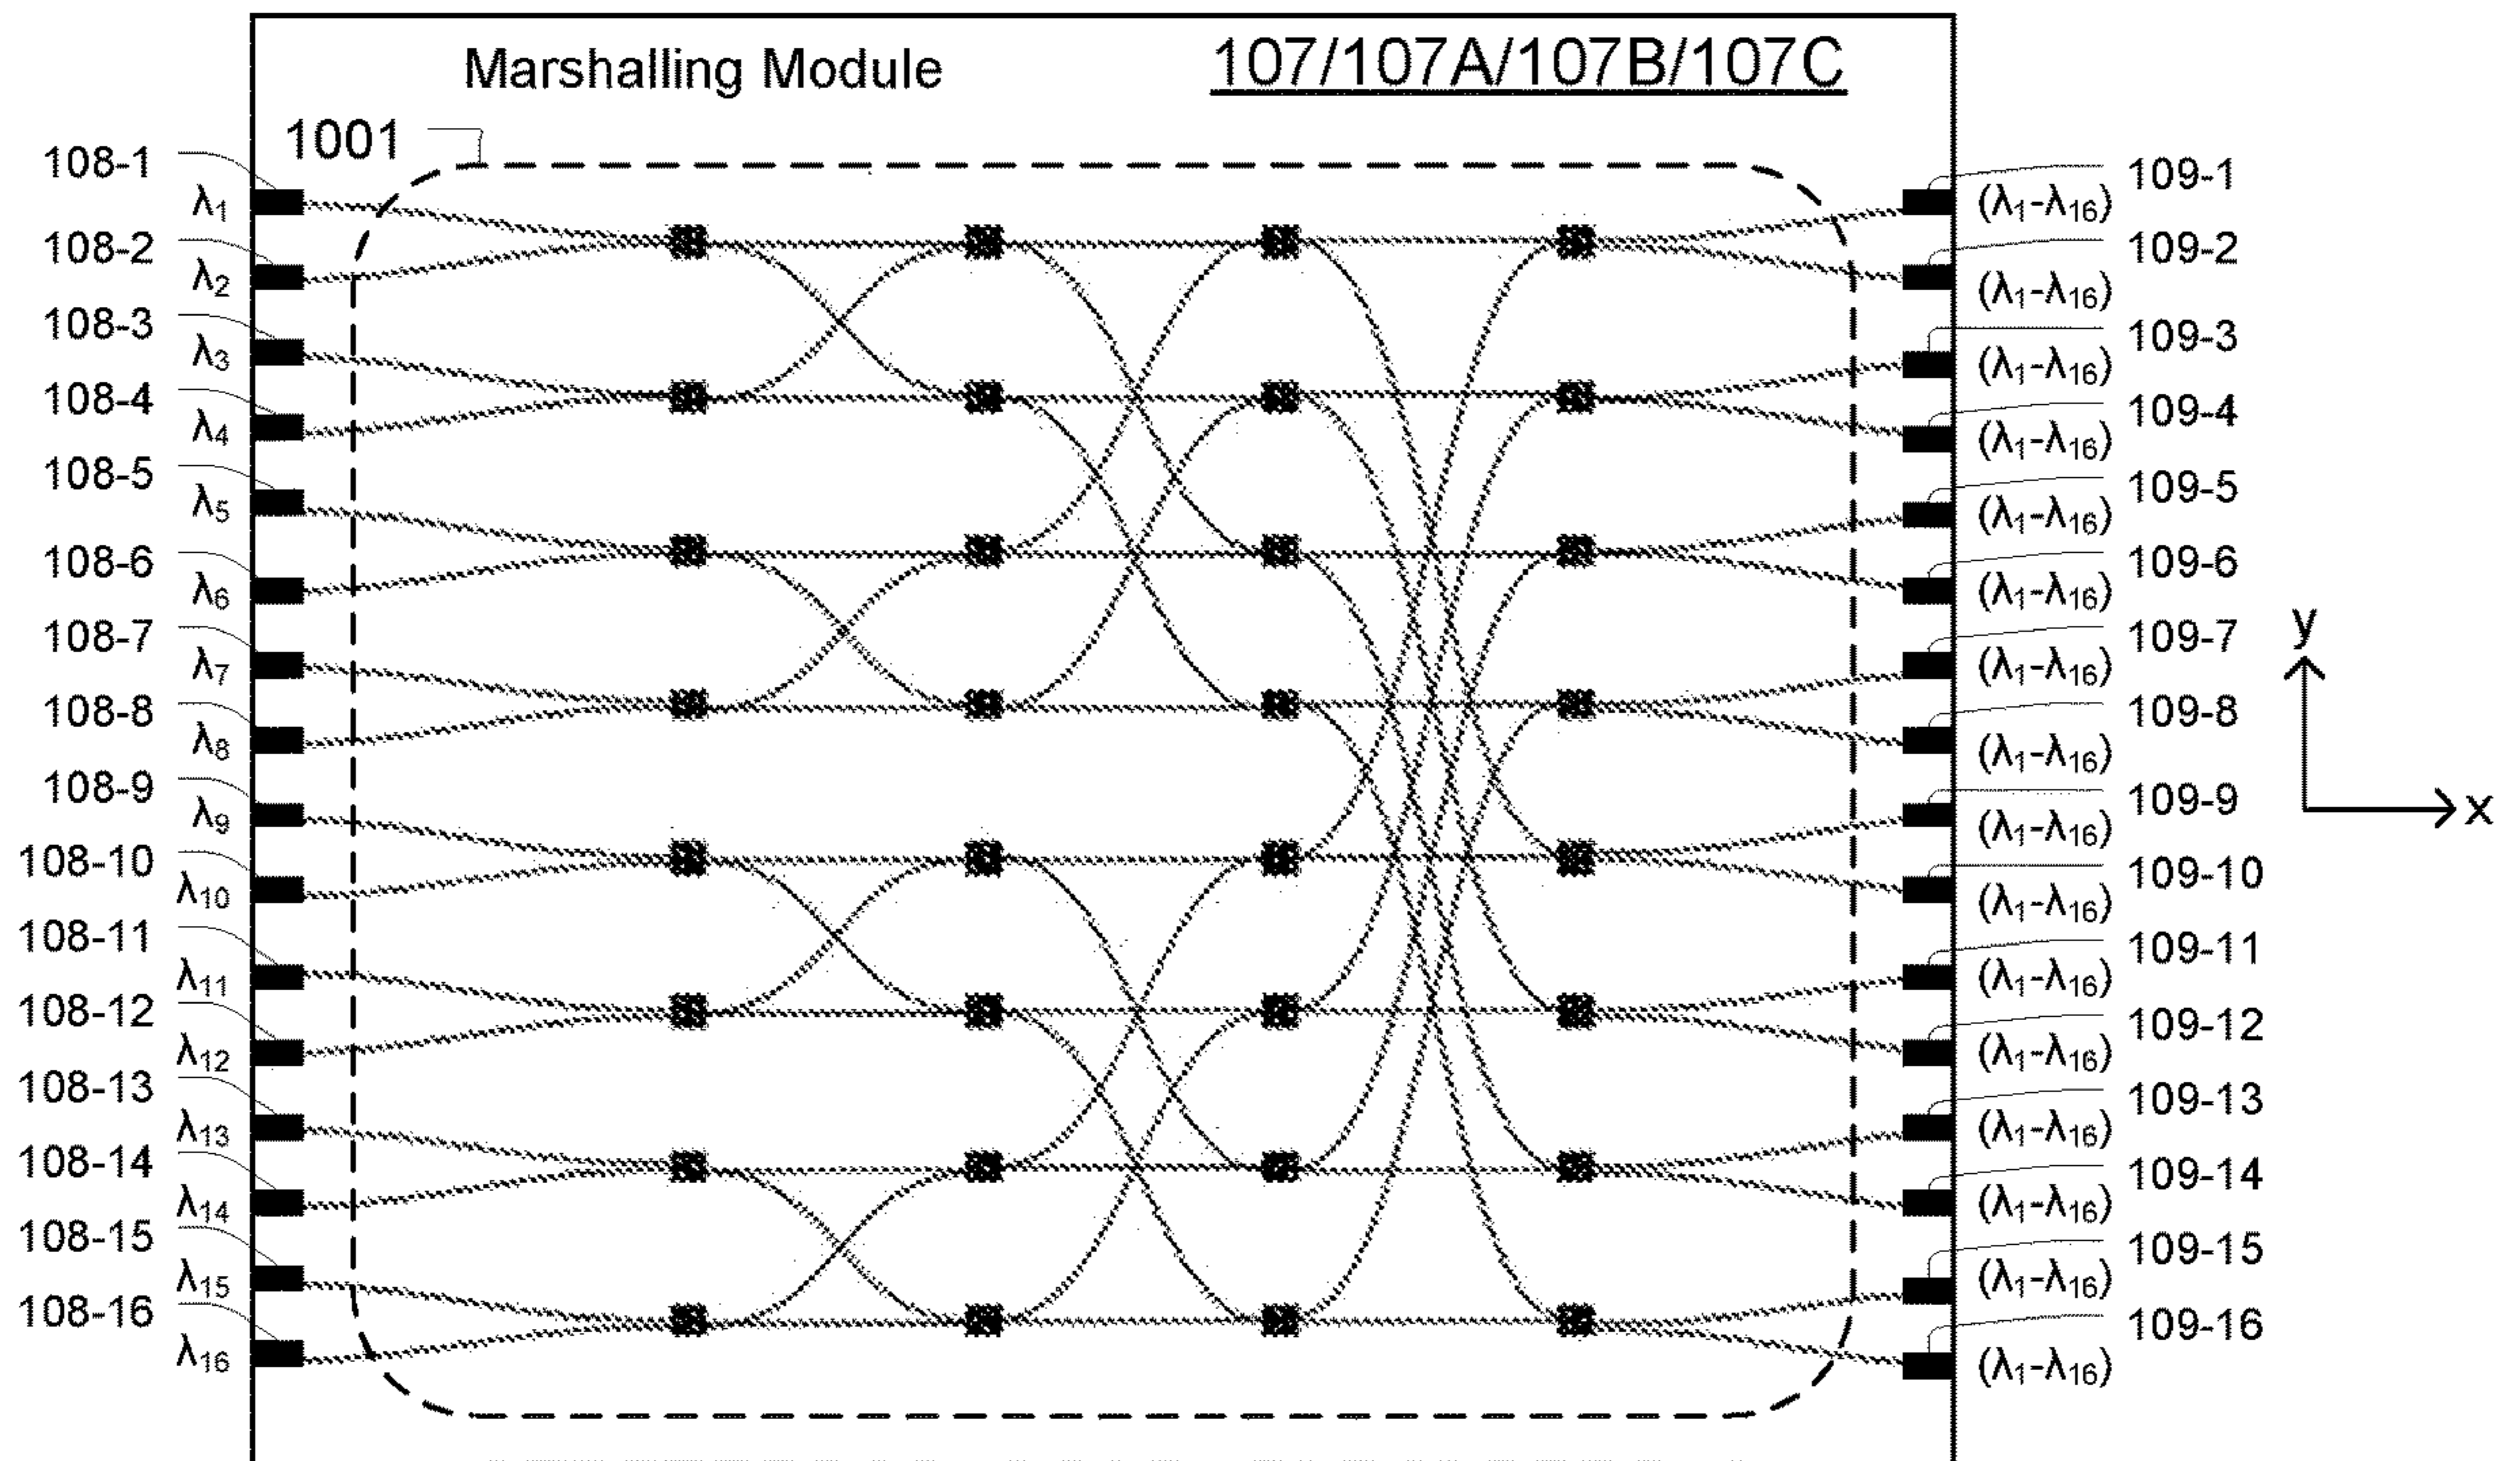 Marshalling Module 107/107A/107B/107C
1001
108-1
λ1
108-2
λ2
108-3
λ3
108-4
λ4
108-5
λ5
108-6
λ6
108-7
λ7
108-8
λ8
108-9
λ9
108-10
λ10
108-11
λ11
108-12
λ12
108-13
λ13
108-14
λ14
108-15
λ15
108-16
λ16
109-1
(λ1-λ16)
109-2
(λ1-λ16)
109-3
(λ1-λ16)
109-4
(λ1-λ16)
109-5
(λ1-λ16)
109-6
(λ1-λ16)
109-7
(λ1-λ16)
109-8
(λ1-λ16)
109-9
(λ1-λ16)
109-10
(λ1-λ16)
109-11
(λ1-λ16)
109-12
(λ1-λ16)
109-13
(λ1-λ16)
109-14
(λ1-λ16)
109-15
(λ1-λ16)
109-16
(λ1-λ16)
y
x